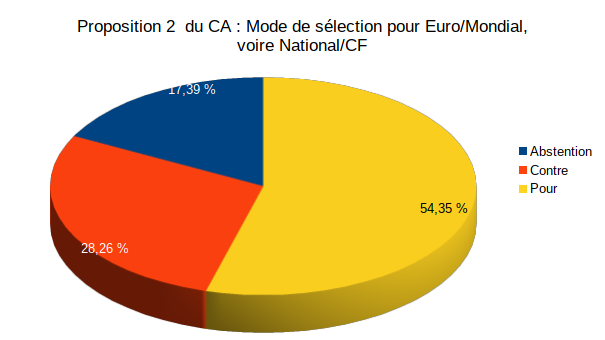 Proposition 2  du CA : Mode de sélection pour Euro/Mondial,
voire National/CF
17,39 %
Abstention
Contre
Pour
54,35 %
28,26 %